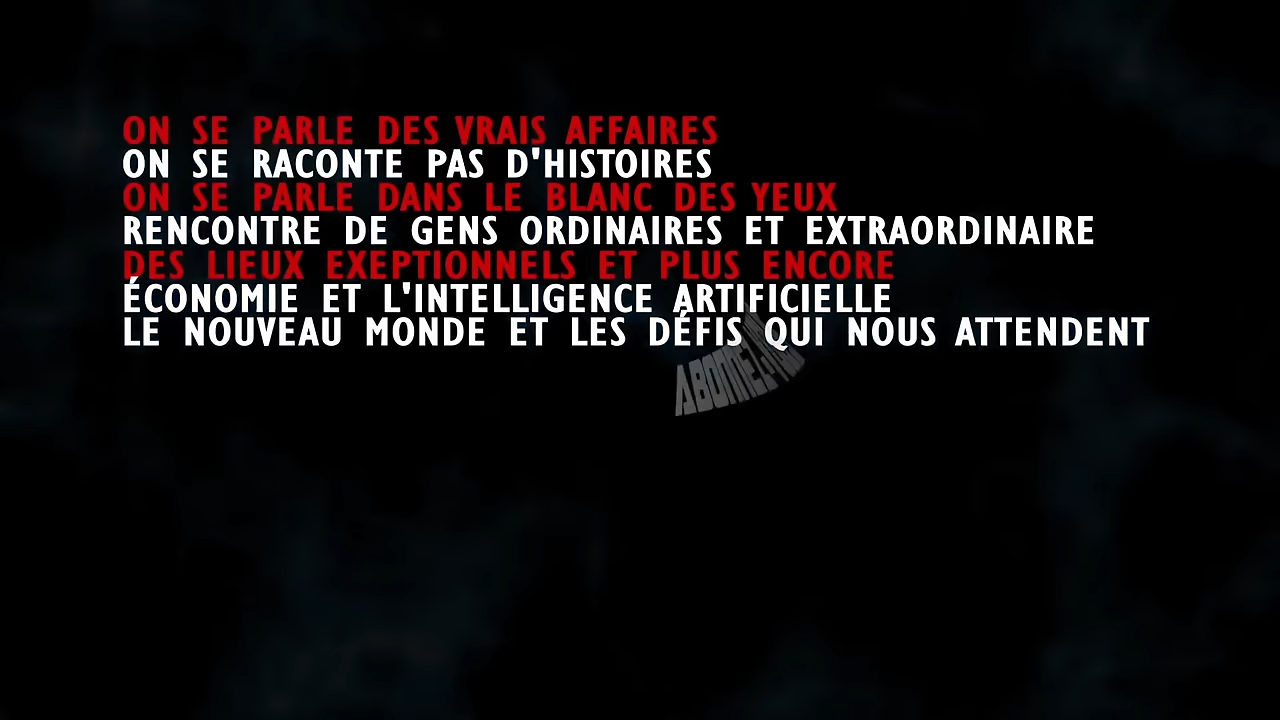 ON SE PARLE DES VRAIS AFFAIRES
ON SE RACONTE PAS D'HISTOIRES
ON SE PARLE DANS LE BLANC DES YEUX
RENCONTRE DE GENS ORDINAIRES ET EXTRAORDINAIRE
DES LIEUX EXEPTIONNELS ET PLUS ENCORE
ÉCONOMIE ET L'INTELLIGENCE ARTIFICIELLE
LE NOUVEAU MONDE ET LES DÉFIS QUI NOUS ATTENDENT